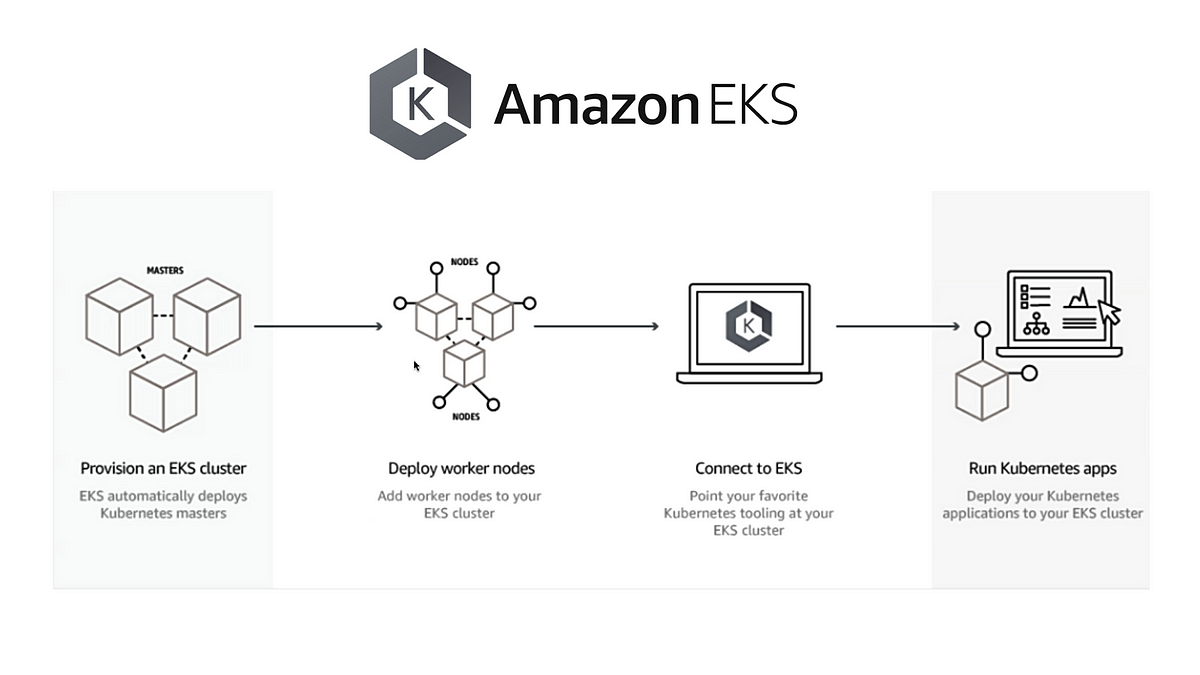 K
Amazon EKS
MASTERS
Provision an EKS cluster
EKS automatically deploys
Kubernetes masters
NODES
NODES
Deploy worker nodes
Add worker nodes to your
EKS cluster
K
Connect to EKS
Point your favorite
Kubernetes tooling at your
EKS cluster
Run Kubernetes apps
Deploy your Kubernetes
applications to your EKS cluster